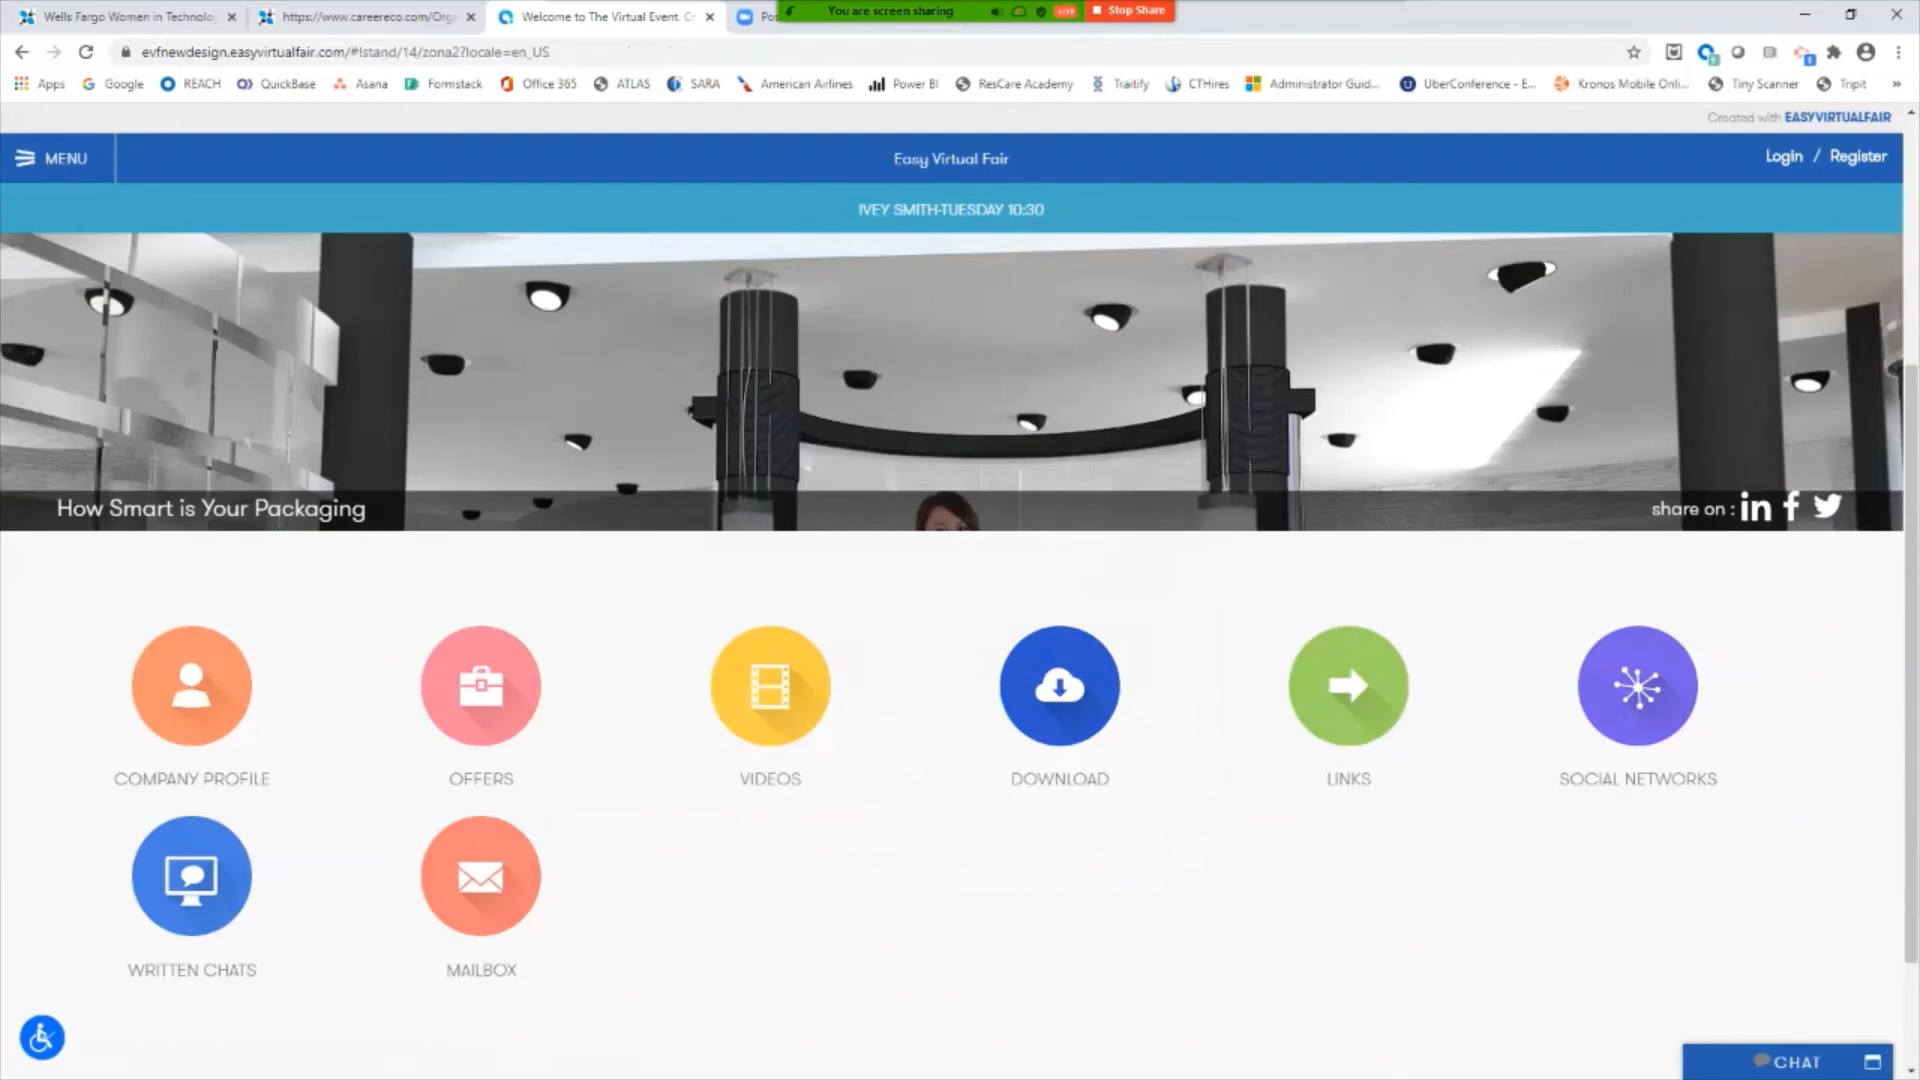 Wells Fargo Women in Technolo
https://www.careereco.com/Orga
Welcome to The Virtual Event. C
Pos
You are screen sharing
LIVE
Stop Share
evfnewdesign.easyvirtualfair.com/#!stand/14/zona2?locale=en_US
Apps Google REACH QuickBase Asana Formstack Office 365 ATLAS SARA American Airlines Power BI ResCare Academy Traitify CTHires Administrator Guid... UberConference - E... Kronos Mobile Onli... Tiny Scanner Tripit »
Created with EASYVIRTUALFAIR
MENU Easy Virtual Fair Login / Register
IVEY SMITH-TUESDAY 10:30
How Smart is Your Packaging share on : in f
COMPANY PROFILE OFFERS VIDEOS DOWNLOAD LINKS SOCIAL NETWORKS
WRITTEN CHATS MAILBOX
CHAT